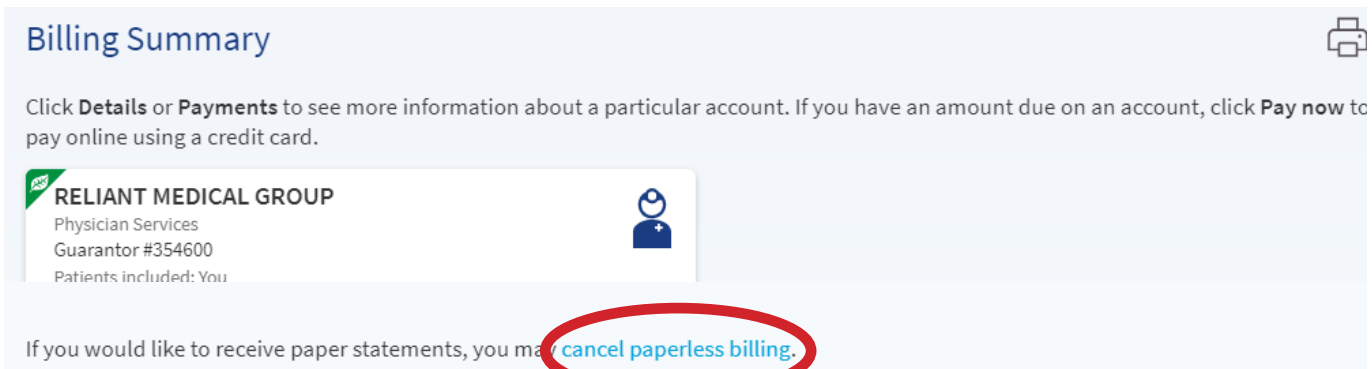 Billing Summary
Click Details or Payments to see more information about a particular account. If you have an amount due on an account, click Pay now to
pay online using a credit card.
RELIANT MEDICAL GROUP
Physician Services
Guarantor #354600
Patients included: You
If you would like to receive paper statements, you may cancel paperless billing.